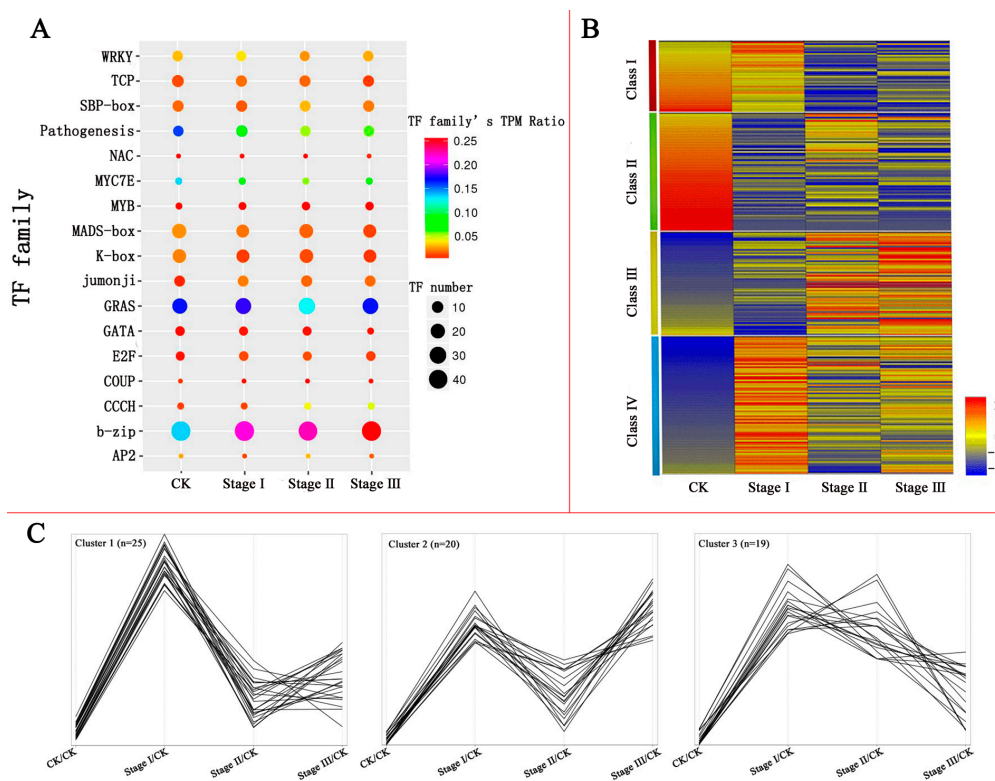 A
WRKY
TCP
SBP-box
Pathogenesis
NAC
MYC7E
MYB
MADS-box
K-box
jumonji
GRAS
GATA
E2F
COUP
CCCH
b-zip
AP2
TF family
CK Stage I Stage II Stage III
TF family's TPM Ratio
0.25
0.20
0.15
0.10
0.05
TF number
10
20
30
40
B
Class I
Class II
Class III
Class IV
CK Stage I Stage II Stage III
C
Cluster 1 (n=25)
CK/CK Stage I/CK Stage II/CK Stage III/CK
Cluster 2 (n=20)
CK/CK Stage I/CK Stage II/CK Stage III/CK
Cluster 3 (n=19)
CK/CK Stage I/CK Stage II/CK Stage III/CK